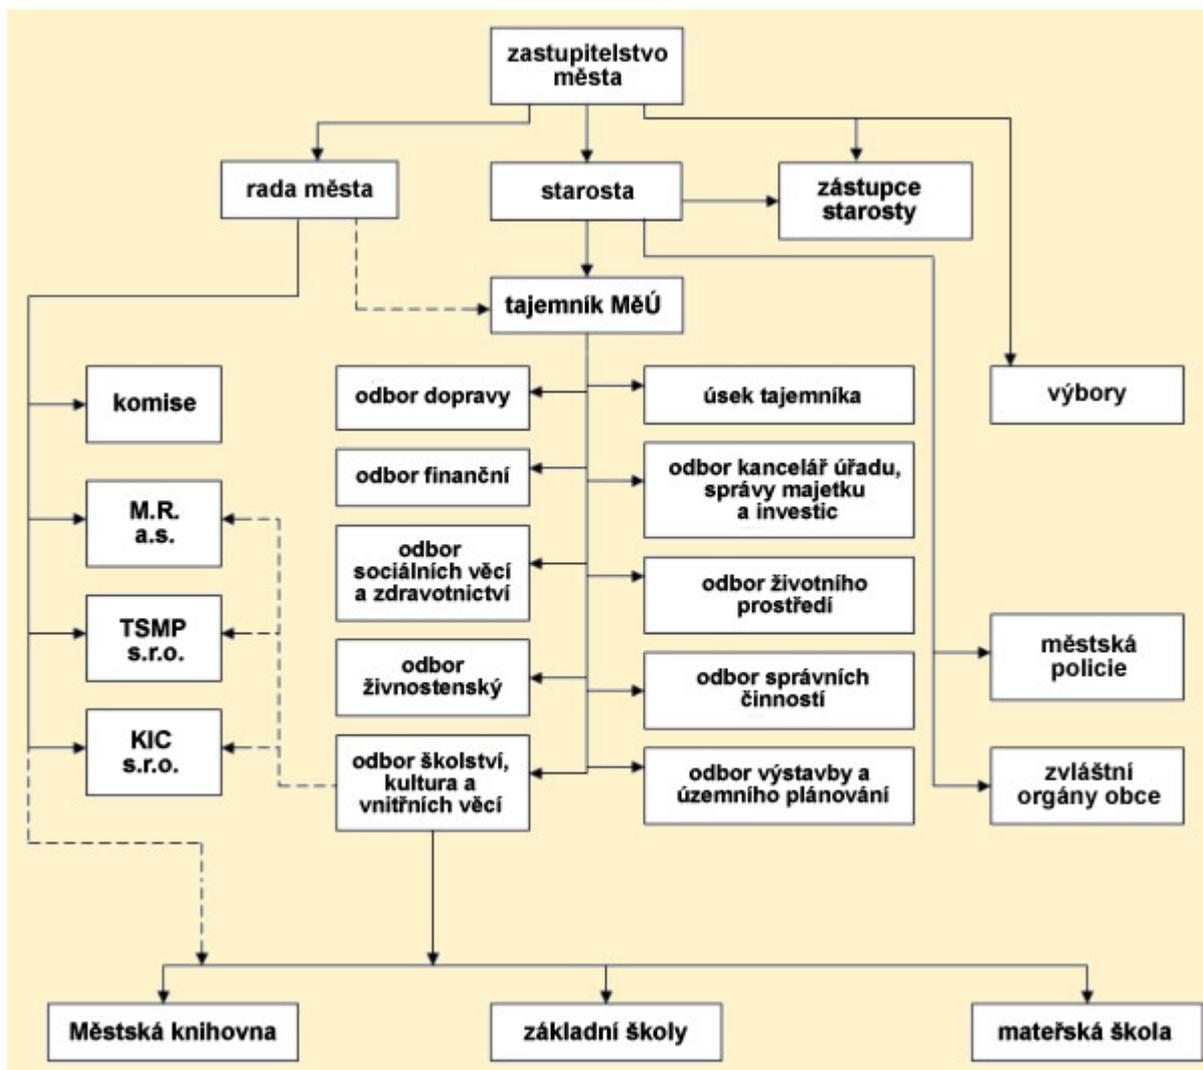 zastupitelstvo
města
rada města
starosta
zástupce
starosty
tajemník MěÚ
komise
odbor dopravy
úsek tajemníka
výbory
odbor finanční
odbor kancelář úřadu,
správy majetku
a investic
M.R.
a.s.
odbor
sociálních věcí
a zdravotnictví
odbor životního
prostředí
TSMP
s.r.o.
odbor
živnostenský
odbor správních
činností
městská
policie
KIC
s.r.o.
odbor školství,
kultura a
vnitřních věcí
odbor výstavby a
územního plánování
zvláštní
orgány obce
Městská knihovna
základní školy
mateřská škola